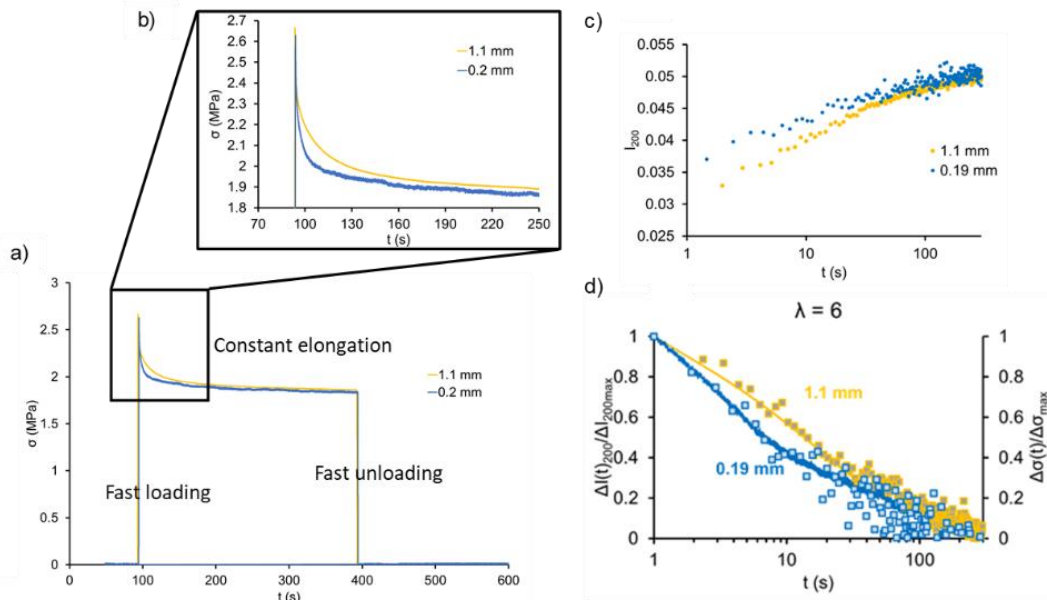 b)
2.7
2.6
2.5
2.4
2.3
2.2
2.1
2
1.9
1.8
σ (MPa)
1.1 mm
0.2 mm
70
100
130
160
190
220
250
t (s)
c)
0.055
0.05
0.045
0.04
0.035
0.03
0.025
I200
1.1 mm
0.19 mm
1
10
100
t (s)
a)
3
2.5
2
1.5
1
0.5
0
σ (MPa)
Constant elongation
1.1 mm
0.2 mm
Fast loading
Fast unloading
0
100
200
300
400
500
600
t (s)
d)
λ = 6
1
0.8
0.6
0.4
0.2
0
ΔI(t)200/ΔI200max
1.1 mm
0.19 mm
1
0.8
0.6
0.4
0.2
0
Δσ(t)/Δσmax
1
10
100
t (s)